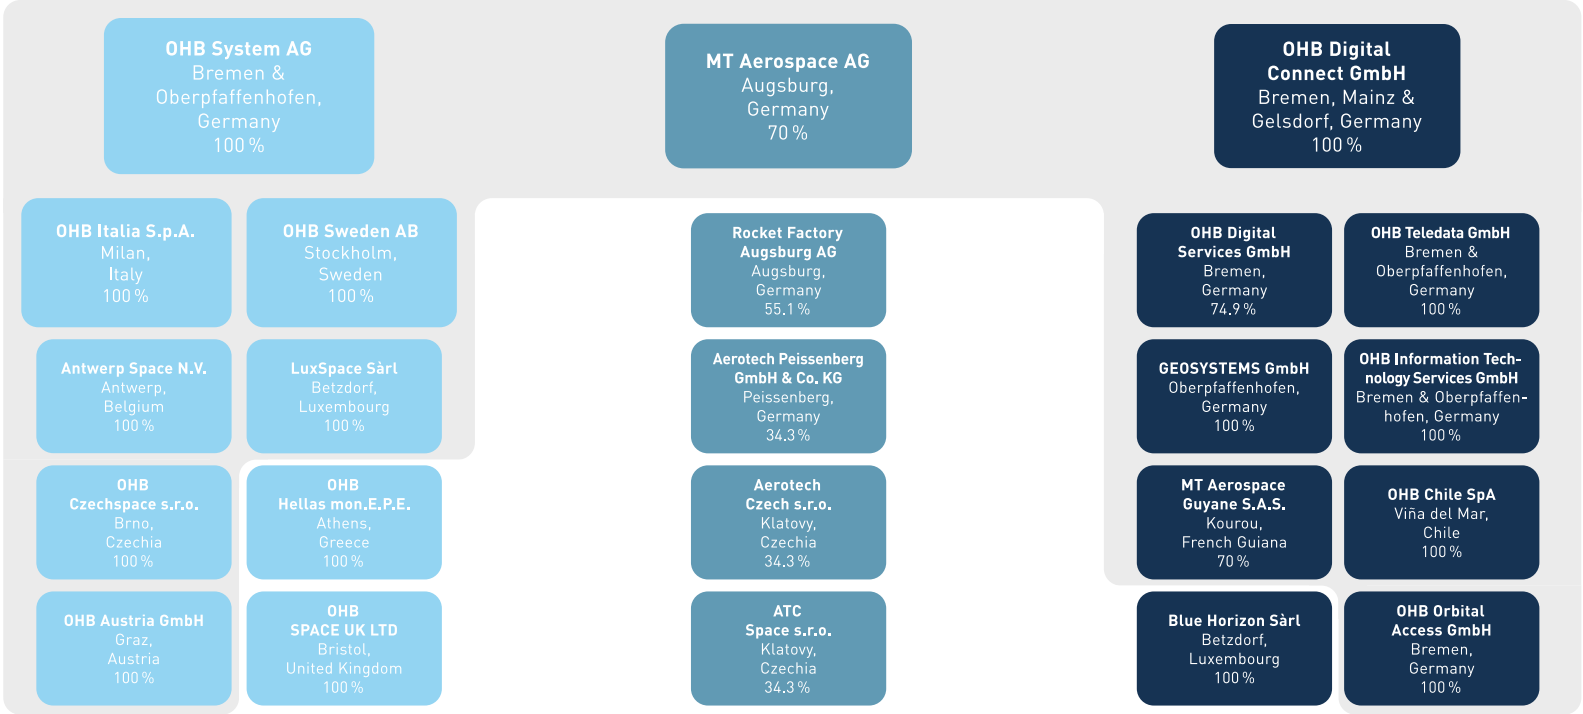 OHB System AG
Bremen &
Oberpfaffenhofen,
Germany
100 %
MT Aerospace AG
Augsburg,
Germany
70 %
OHB Digital
Connect GmbH
Bremen, Mainz &
Gelsdorf, Germany
100 %
OHB Italia S.p.A.
Milan,
Italy
100 %
OHB Sweden AB
Stockholm,
Sweden
100 %
Rocket Factory
Augsburg AG
Augsburg,
Germany
55.1 %
OHB Digital
Services GmbH
Bremen,
Germany
74.9 %
OHB Teledata GmbH
Bremen &
Oberpfaffenhofen,
Germany
100 %
Antwerp Space N.V.
Antwerp,
Belgium
100 %
LuxSpace Sàrl
Betzdorf,
Luxembourg
100 %
Aerotech Peissenberg
GmbH & Co. KG
Peissenberg,
Germany
34.3 %
GEOSYSTEMS GmbH
Oberpfaffenhofen,
Germany
100 %
OHB Information Tech-
nology Services GmbH
Bremen & Oberpfaffen-
hofen, Germany
100 %
OHB
Czechspace s.r.o.
Brno,
Czechia
100 %
OHB
Hellas mon.E.P.E.
Athens,
Greece
100 %
Aerotech
Czech s.r.o.
Klatovy,
Czechia
34.3 %
MT Aerospace
Guyane S.A.S.
Kourou,
French Guiana
70 %
OHB Chile SpA
Viña del Mar,
Chile
100 %
OHB Austria GmbH
Graz,
Austria
100 %
OHB
SPACE UK LTD
Bristol,
United Kingdom
100 %
ATC
Space s.r.o.
Klatovy,
Czechia
34.3 %
Blue Horizon Sàrl
Betzdorf,
Luxembourg
100 %
OHB Orbital
Access GmbH
Bremen,
Germany
100 %